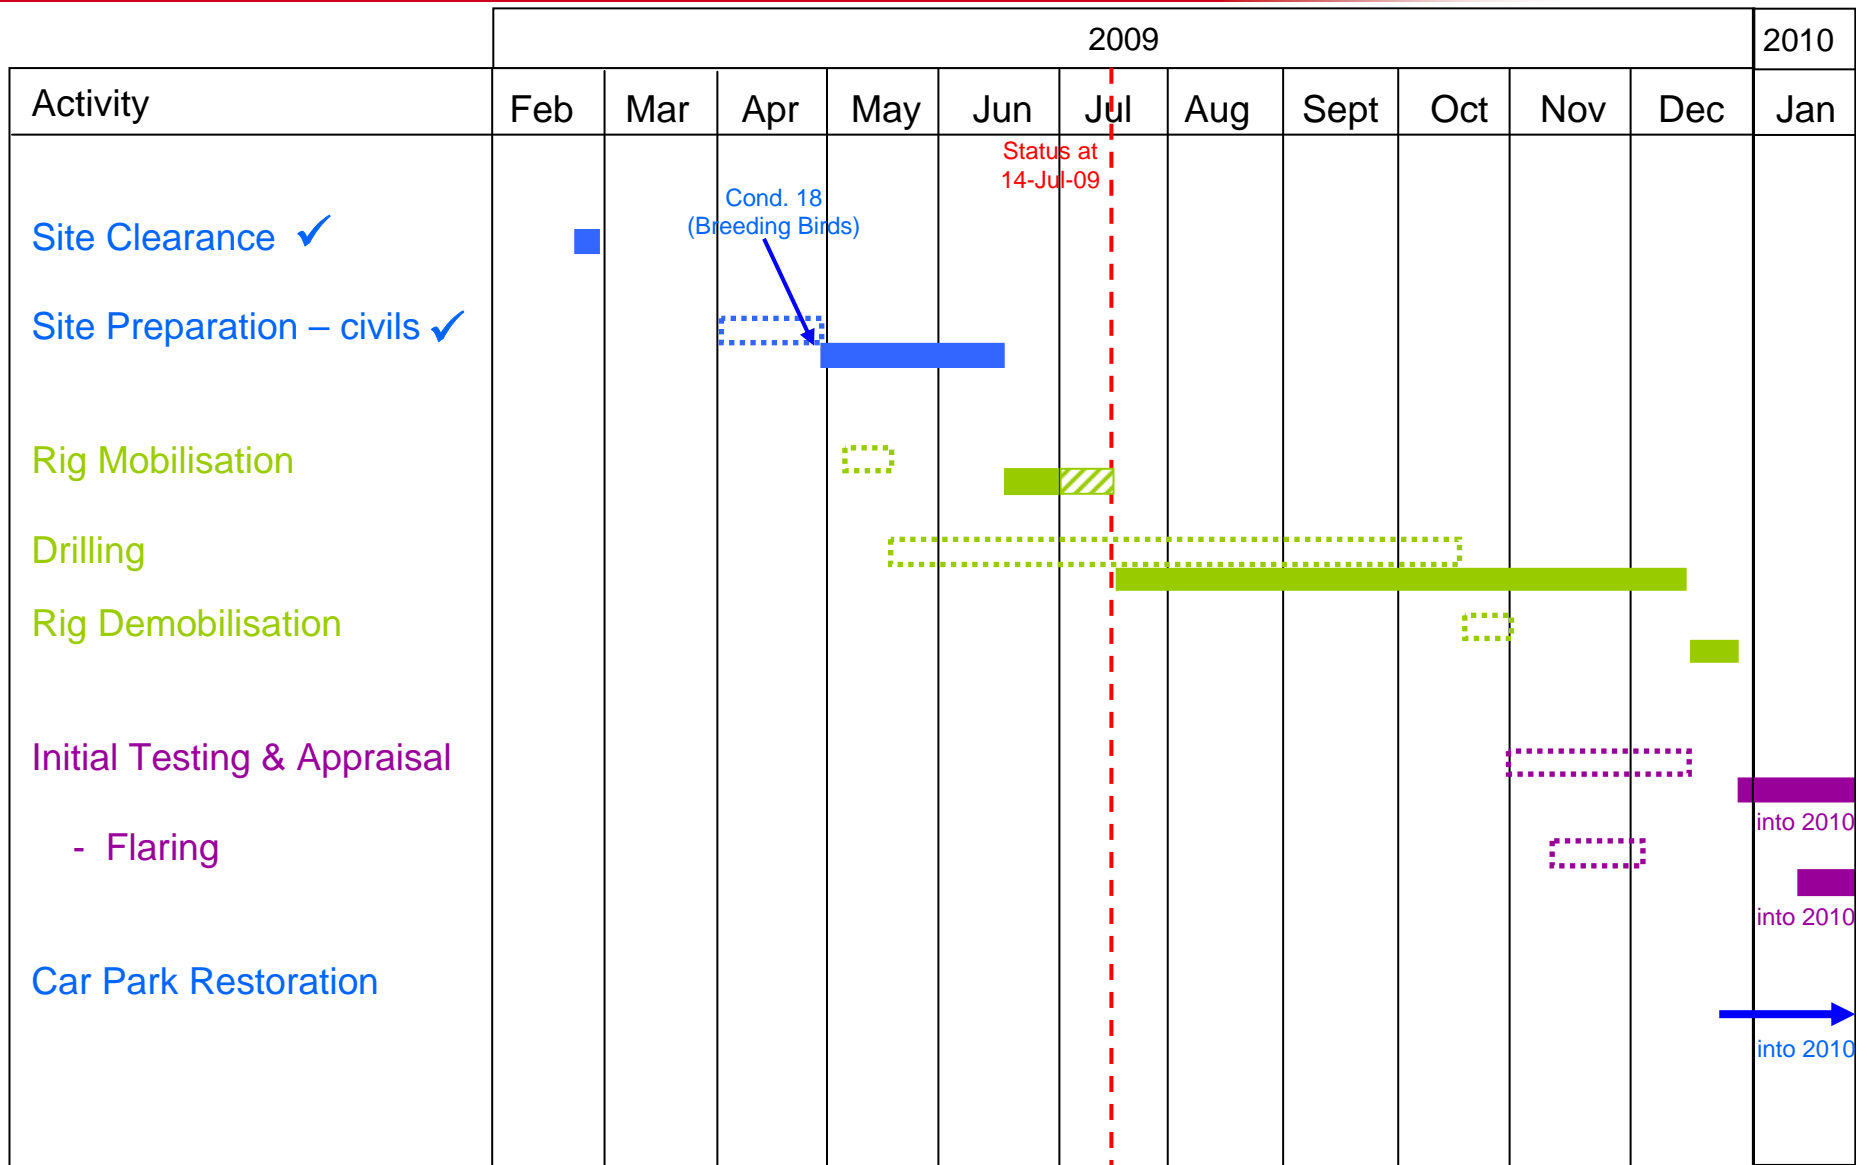 2009
2010
Activity
Feb
Mar
Apr
May
Jun
Jul
Aug
Sept
Oct
Nov
Dec
Jan
Status at
14-Jul-09
Cond. 18
(Breeding Birds)
Site Clearance ✓
Site Preparation – civils ✓
Rig Mobilisation
Drilling
Rig Demobilisation
Initial Testing & Appraisal
into 2010
- Flaring
into 2010
Car Park Restoration
into 2010